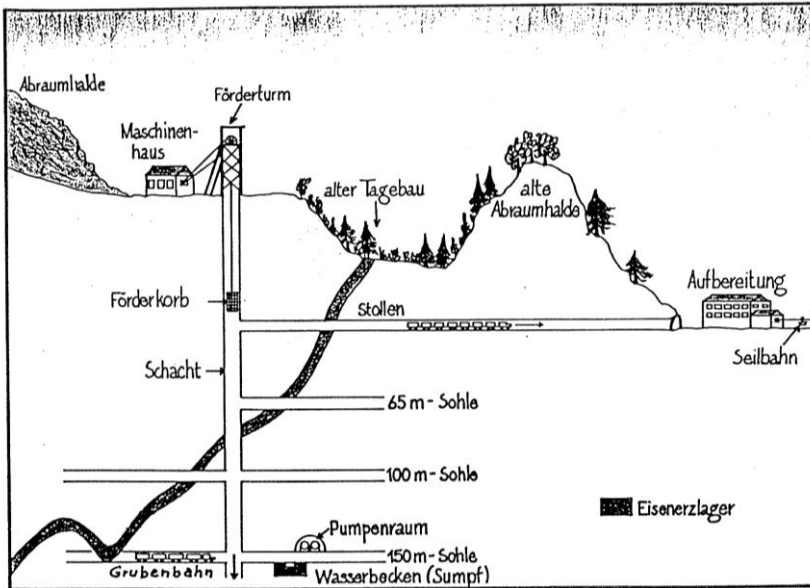 Abraumhalde
Förderturm
Maschinen-
haus
alter Tagebau
alte
Abraumhalde
Förderkorb
Stollen
Aufbereitung
Seilbahn
Schacht
65 m - Sohle
100 m - Sohle
Eisenerzlager
Pumpenraum
150 m - Sohle
Grubenbahn
Wasserbecken (Sumpf)